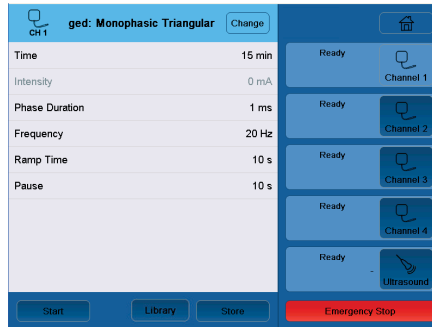 CH 1
ged: Monophasic Triangular
Change
Time 15 min
Intensity 0 mA
Phase Duration 1 ms
Frequency 20 Hz
Ramp Time 10 s
Pause 10 s
Start
Library
Store
Ready
Channel 1
Ready
Channel 2
Ready
Channel 3
Ready
Channel 4
Ready
-
Ultrasound
Emergency Stop